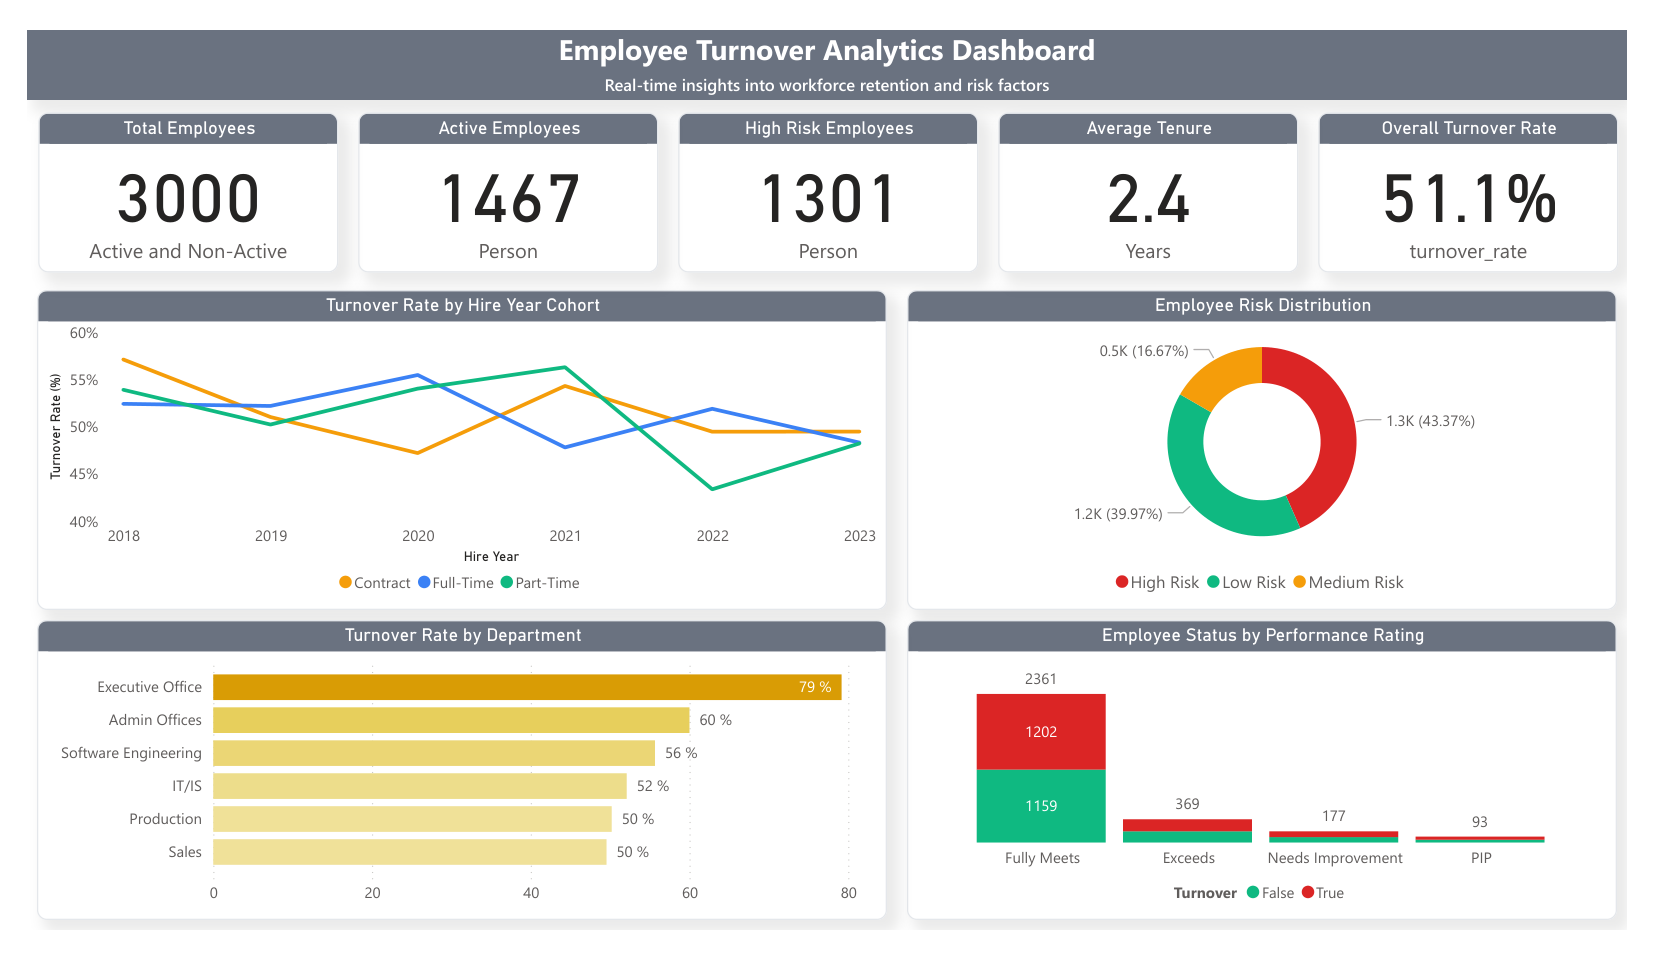 Employee Turnover Analytics Dashboard
Real-time insights into workforce retention and risk factors
Total Employees
3000
Active and Non-Active
Active Employees
1467
Person
High Risk Employees
1301
Person
Average Tenure
2.4
Years
Overall Turnover Rate
51.1%
turnover_rate
Turnover Rate by Hire Year Cohort
Turnover Rate (%)
60%
55%
50%
45%
40%
2018 2019 2020 2021 2022 2023
Hire Year
Contract Full-Time Part-Time
Employee Risk Distribution
0.5K (16.67%)
1.3K (43.37%)
1.2K (39.97%)
High Risk Low Risk Medium Risk
Turnover Rate by Department
Executive Office 79 %
Admin Offices 60 %
Software Engineering 56 %
IT/IS 52 %
Production 50 %
Sales 50 %
0 20 40 60 80
Employee Status by Performance Rating
2361
1202
1159
369
177
93
Fully Meets Exceeds Needs Improvement PIP
Turnover False True